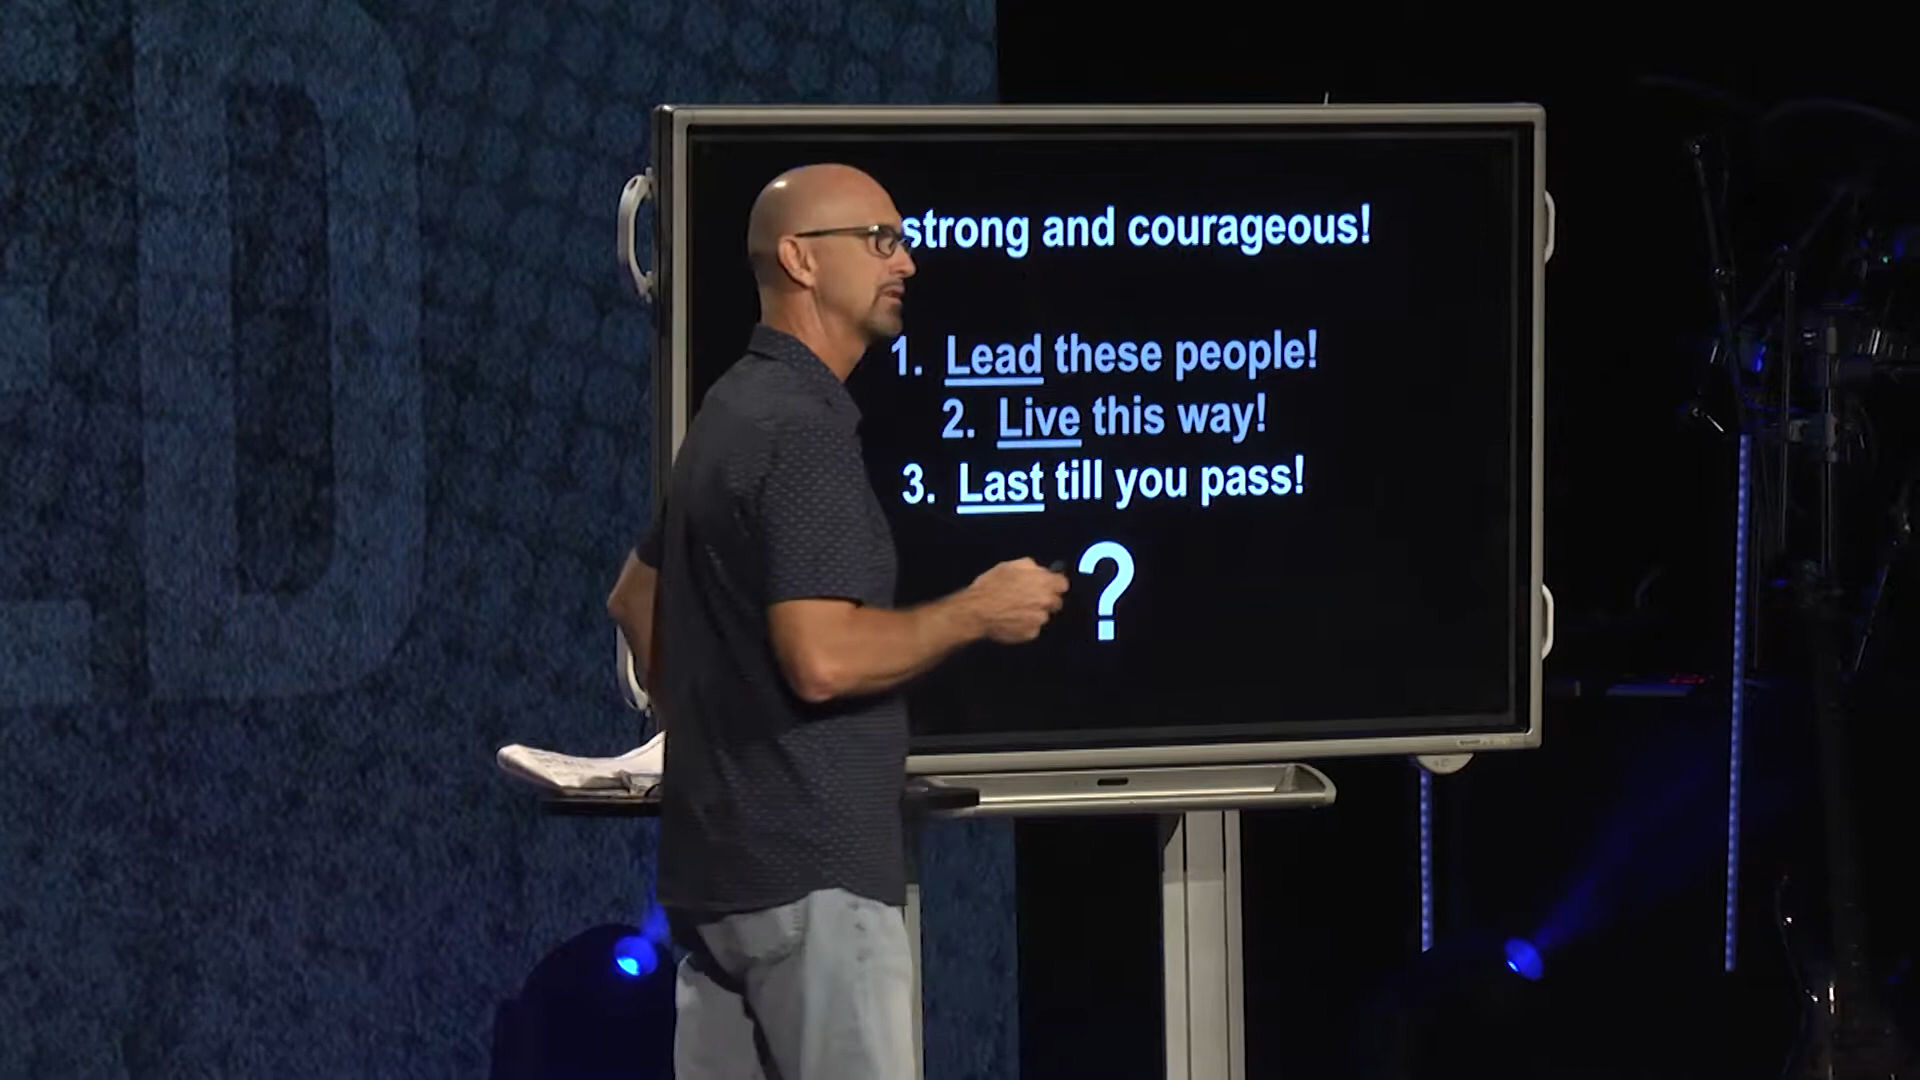 strong and courageous!
1. Lead these people!
2. Live this way!
3. Last till you pass!
?